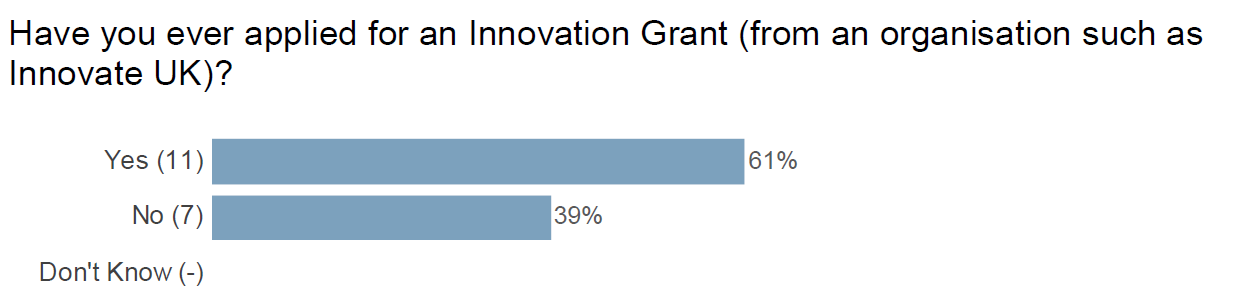 Have you ever applied for an Innovation Grant (from an organisation such as
Innovate UK)?
Yes (11) 61%
No (7) 39%
Don't Know (-)